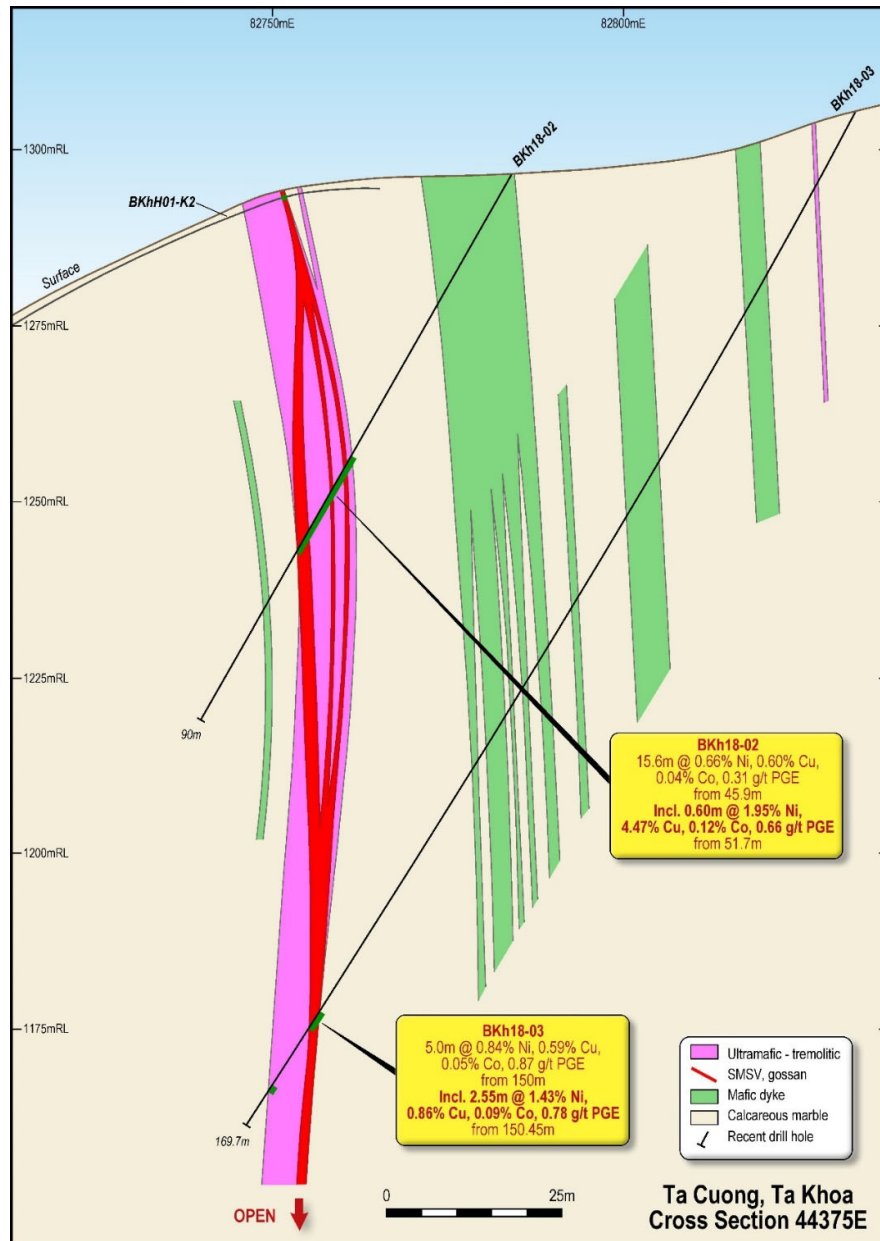 82750mE
82800mE
BKh18-03
BKh18-02
1300mRL
BKhH01-K2
Surface
1275mRL
1250mRL
1225mRL
90m
BKh18-02
15.6m @ 0.66% Ni, 0.60% Cu,
0.04% Co, 0.31 g/t PGE
from 45.9m
Incl. 0.60m @ 1.95% Ni,
4.47% Cu, 0.12% Co, 0.66 g/t PGE
from 51.7m
1200mRL
1175mRL
BKh18-03
5.0m @ 0.84% Ni, 0.59% Cu,
0.05% Co, 0.87 g/t PGE
from 150m
Incl. 2.55m @ 1.43% Ni,
0.86% Cu, 0.09% Co, 0.78 g/t PGE
from 150.45m
169.7m
Ultramafic - tremolitic
SMSV, gossan
Mafic dyke
Calcareous marble
Recent drill hole
OPEN
0
25m
Ta Cuong, Ta Khoa
Cross Section 44375E